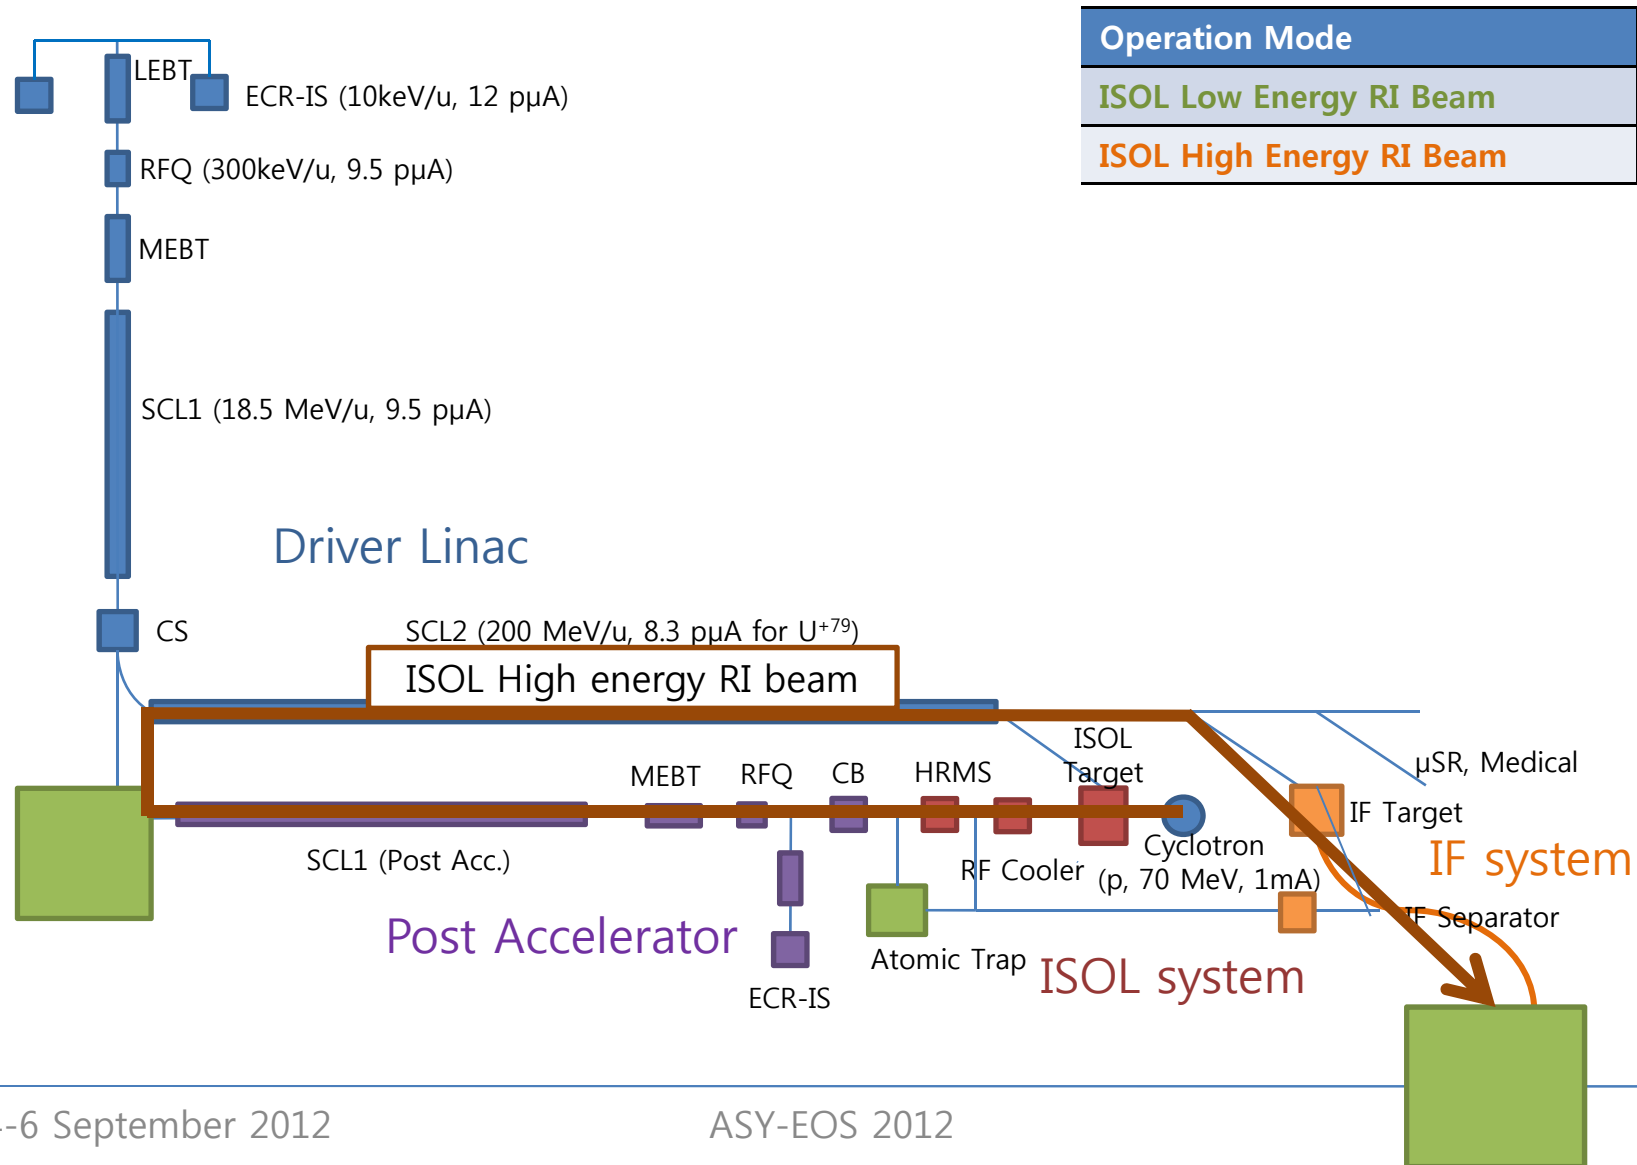 Operation Mode
ISOL Low Energy RI Beam
ISOL High Energy RI Beam
LEBT
ECR-IS (10keV/u, 12 pμA)
RFQ (300keV/u, 9.5 pμA)
MEBT
SCL1 (18.5 MeV/u, 9.5 pμA)
Driver Linac
CS
SCL2 (200 MeV/u, 8.3 pμA for U+79)
ISOL High energy RI beam
ISOL
Target
MEBT
RFQ
CB
HRMS
μSR, Medical
IF Target
SCL1 (Post Acc.)
RF Cooler
Cyclotron
(p, 70 MeV, 1mA)
IF system
IF Separator
Post Accelerator
Atomic Trap
ISOL system
ECR-IS
-6 September 2012
ASY-EOS 2012